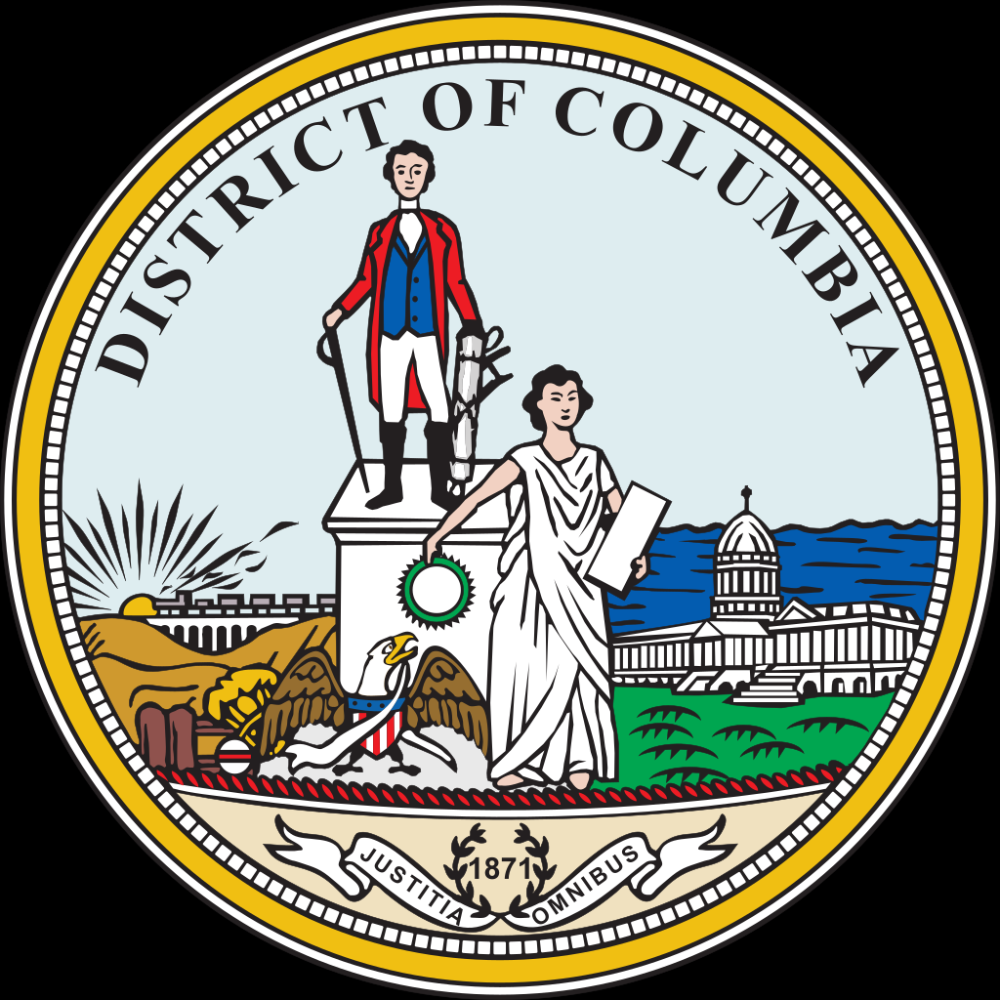 DISTRICT OF COLUMBIA
JUSTITIA
1871
OMNIBUS